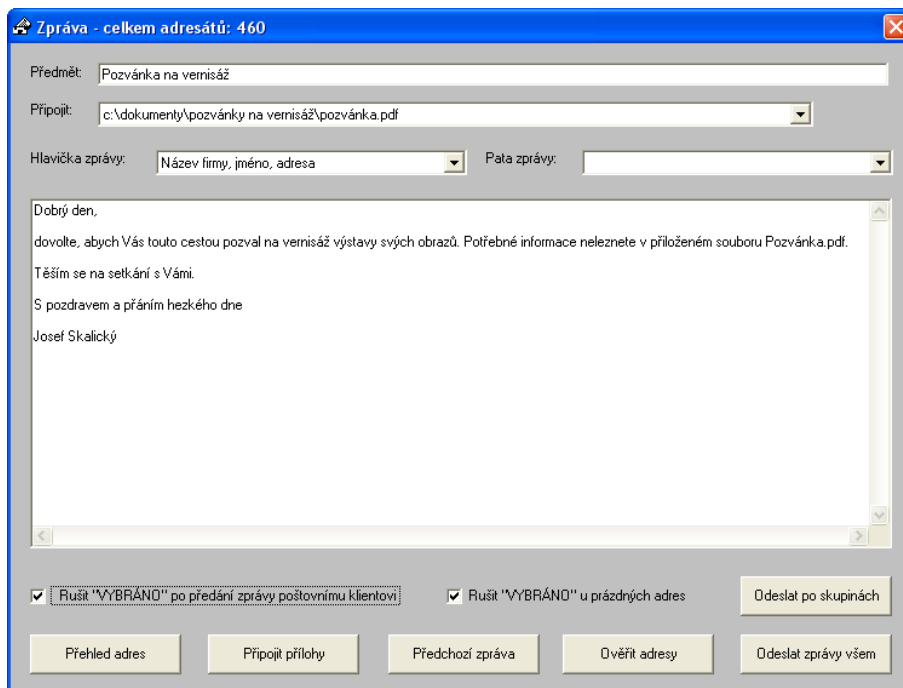 Zpráva - celkem adresátů: 460
Předmět: Pozvánka na vernisáž
Připojit: c:\dokumenty\pozvánky na vernisáž\pozvánka.pdf
Hlavička zprávy: Název firmy, jméno, adresa Pata zprávy:
Dobrý den,
dovolte, abych Vás touto cestou pozval na vernisáž výstavy svých obrazů. Potřebné informace neleznete v přiloženém souboru Pozvánka.pdf.
Těším se na setkání s Vámi.
S pozdravem a přáním hezkého dne
Josef Skalický
Rušit "VYBRÁNO" po předání zprávy poštovnímu klientovi Rušit "VYBRÁNO" u prázdných adres Odeslat po skupinách
Přehled adres Připojit přílohy Předchozí zpráva Ověřit adresy Odeslat zprávy všem